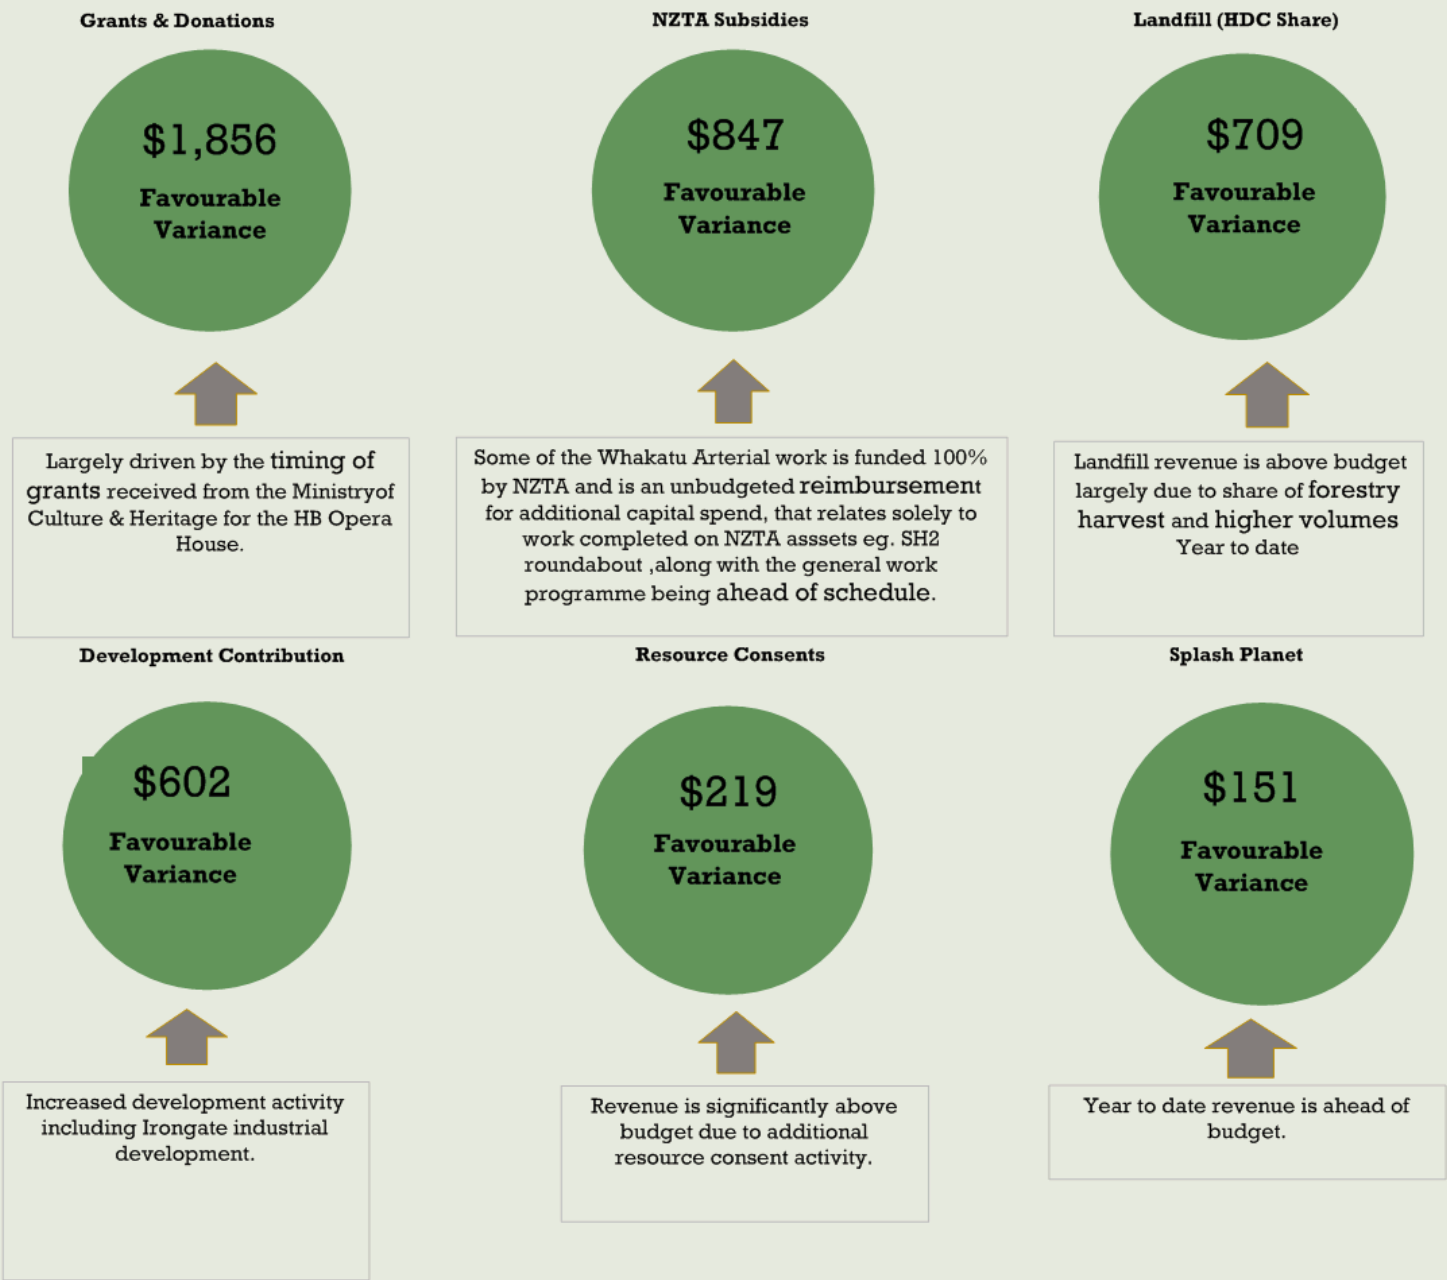 Grants & Donations
$1,856
Favourable
Variance
Largely driven by the timing of
grants received from the Ministryof
Culture & Heritage for the HB Opera
House.
NZTA Subsidies
$847
Favourable
Variance
Some of the Whakatu Arterial work is funded 100%
by NZTA and is an unbudgeted reimbursement
for additional capital spend, that relates solely to
work completed on NZTA asssets eg. SH2
roundabout ,along with the general work
programme being ahead of schedule.
Landfill (HDC Share)
$709
Favourable
Variance
Landfill revenue is above budget
largely due to share of forestry
harvest and higher volumes
Year to date
Development Contribution
$602
Favourable
Variance
Increased development activity
including Irongate industrial
development.
Resource Consents
$219
Favourable
Variance
Revenue is significantly above
budget due to additional
resource consent activity.
Splash Planet
$151
Favourable
Variance
Year to date revenue is ahead of
budget.